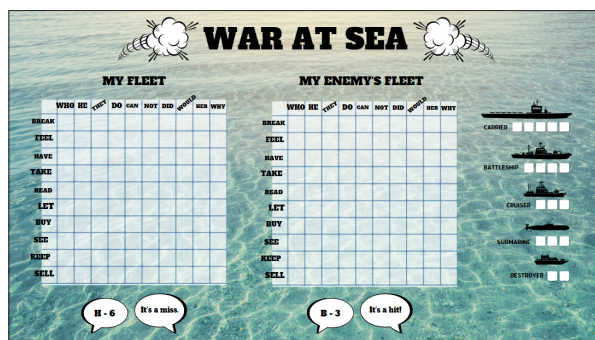 WAR AT SEA
MY FLEET
WHO HE THEY DO CAN NOT DID WOULD HER WHY
BREAK
FEEL
HAVE
TAKE
READ
LET
BUY
SEE
KEEP
SELL
H - 6
It's a miss.
MY ENEMY'S FLEET
WHO HE THEY DO CAN NOT DID WOULD HER WHY
BREAK
FEEL
HAVE
TAKE
READ
LET
BUY
SEE
KEEP
SELL
B - 3
It's a hit!
CARRIER
BATTLESHIP
CRUISER
SUBMARINE
DESTROYER